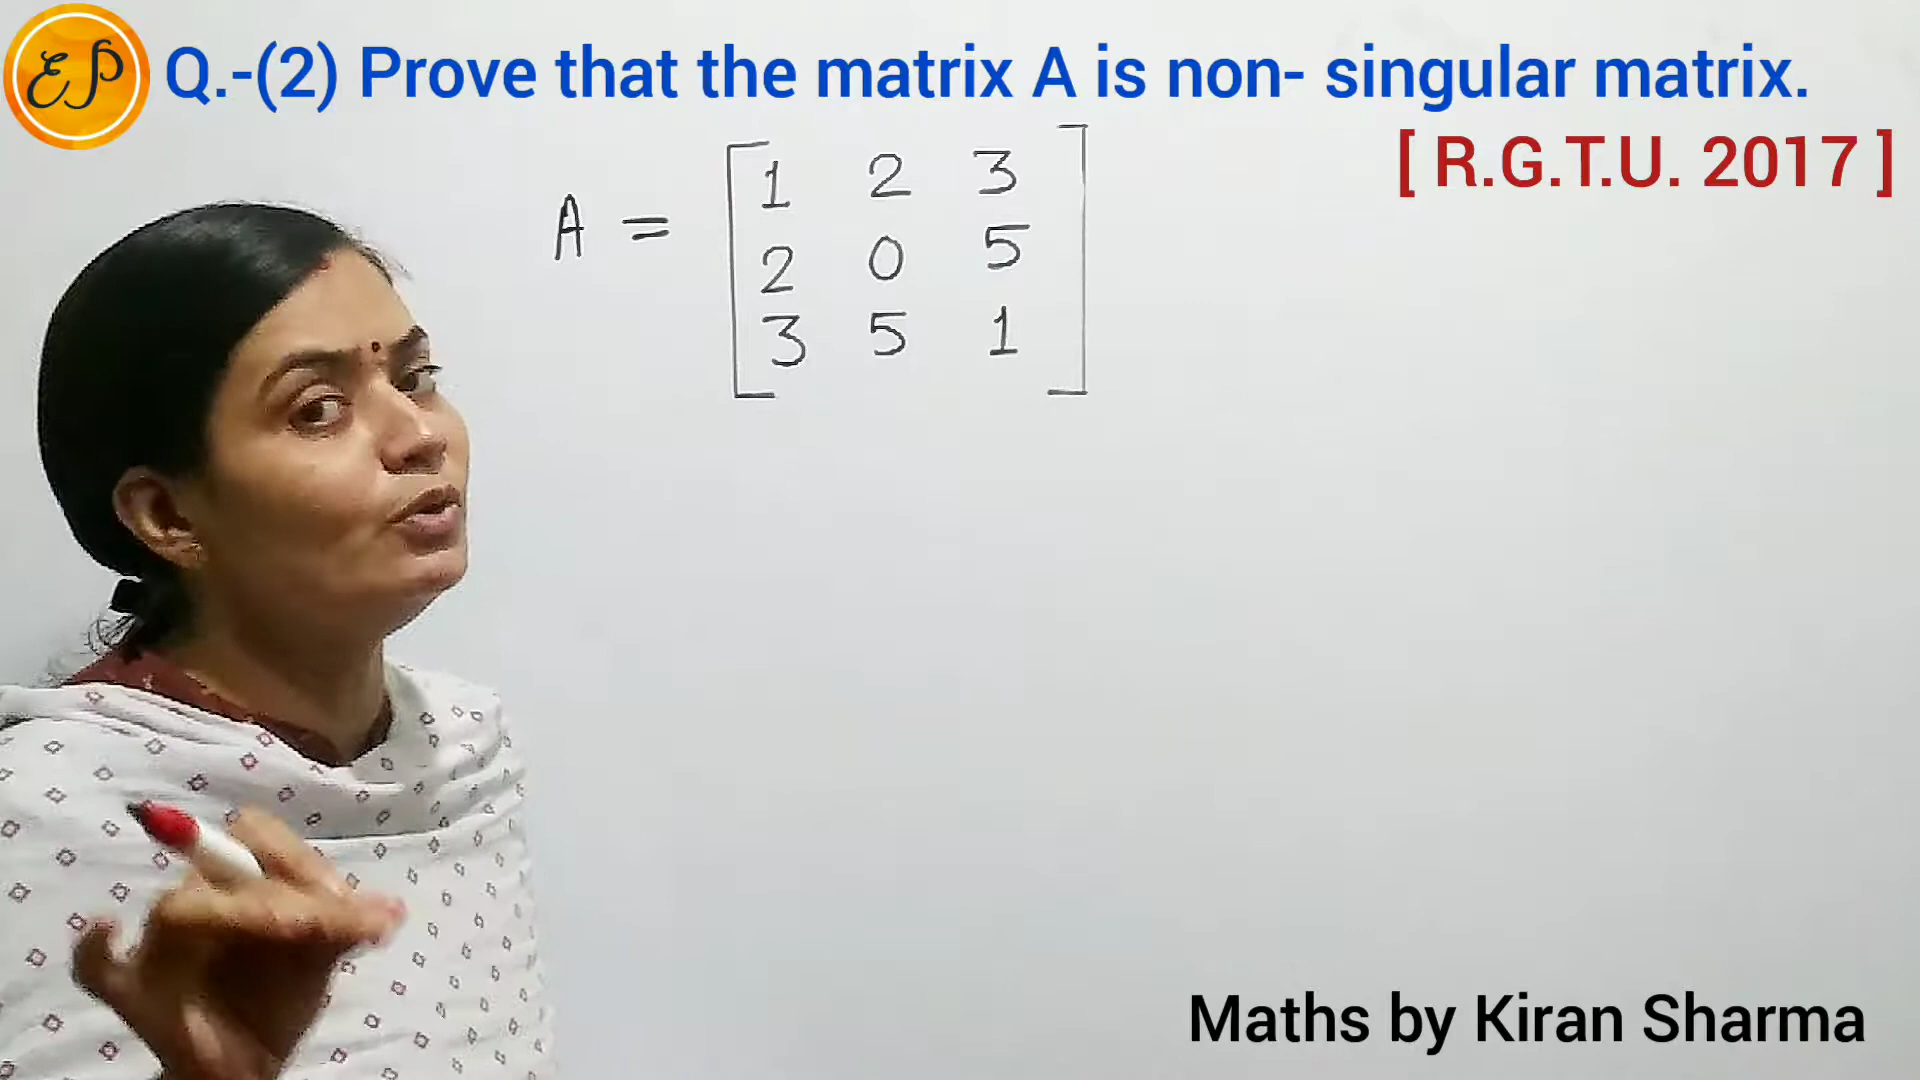 EP
Q.-(2) Prove that the matrix A is non- singular matrix.
[ R.G.T.U. 2017 ]
A = [ 1 2 3
2 0 5
3 5 1 ]
Maths by Kiran Sharma